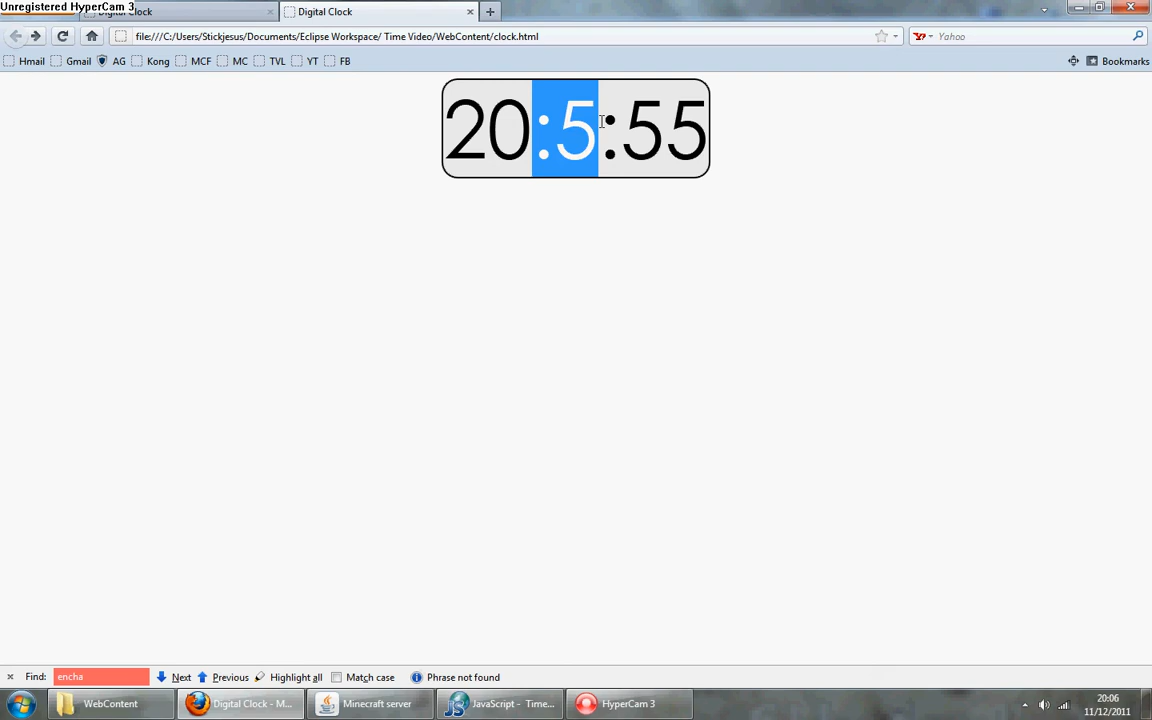 Unregistered HyperCam 3
Digital Clock
Digital Clock
file:///C:/Users/Stickjesus/Documents/Eclipse Workspace/ Time Video/WebContent/clock.html
Yahoo
Hmail Gmail AG Kong MCF MC TVL YT FB Bookmarks
20:5:55
Find: encha Next Previous Highlight all Match case Phrase not found
WebContent Digital Clock - M... Minecraft server JavaScript - Time... HyperCam 3
20:06
11/12/2011